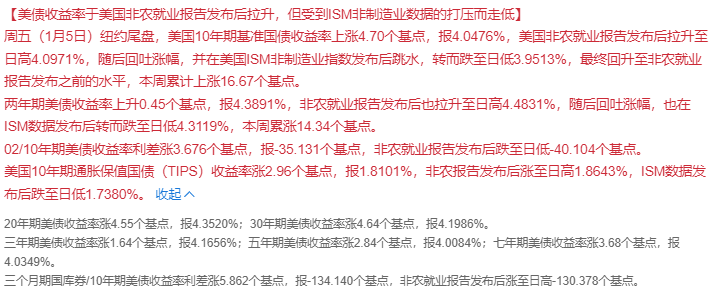 【美债收益率于美国非农就业报告发布后拉升，但受到ISM非制造业数据的打压而走低】
周五（1月5日）纽约尾盘，美国10年期基准国债收益率上涨4.70个基点，报4.0476%，美国非农就业报告发布后拉升至
日高4.0971%，随后回吐涨幅，并在美国ISM非制造业指数发布后跳水，转而跌至日低3.9513%，最终回升至非农就业
报告发布之前的水平，本周累计上涨16.67个基点。
两年期美债收益率上升0.45个基点，报4.3891%，非农就业报告发布后也拉升至日高4.4831%，随后回吐涨幅，也在
ISM数据发布后转而跌至日低4.3119%，本周累涨14.34个基点。
02/10年期美债收益率利差涨3.676个基点，报-35.131个基点，非农就业报告发布后跌至日低-40.104个基点。
美国10年期通胀保值国债（TIPS）收益率涨2.96个基点，报1.8101%，非农报告发布后涨至日高1.8643%，ISM数据发
布后跌至日低1.7380%。 收起
20年期美债收益率涨4.55个基点，报4.3520%；30年期美债收益率涨4.64个基点，报4.1986%。
三年期美债收益率涨1.64个基点，报4.1656%；五年期美债收益率涨2.84个基点，报4.0084%；七年期美债收益率涨3.68个基点，报
4.0349%。
三个月期国库券/10年期美债收益率利差涨5.862个基点，报-134.140个基点，非农就业报告发布后涨至日高-130.378个基点。